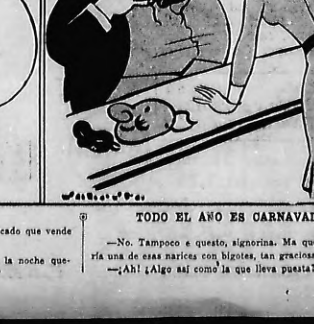 cado que vende
la noche que-
TODO EL AÑO ES CARNAVAL
—No. Tampoco e questo, signorina. Ma que
ría una de esas narices con bigotes, tan gracios
—¡Ah! ¿Algo así como la que lleva puesta?